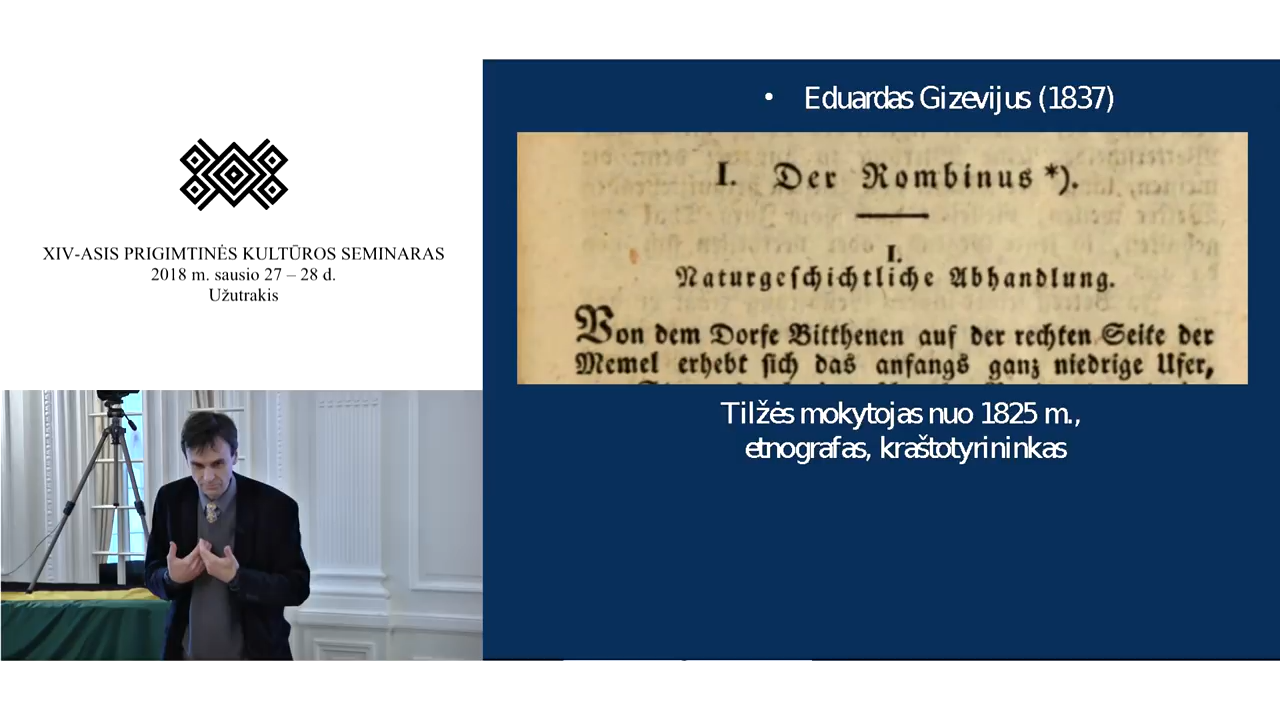 XIV-ASIS PRIGIMTINĖS KULTŪROS SEMINARAS
2018 m. sausio 27 – 28 d.
Užutrakis
• Eduardas Gizevijus (1837)
I. Der Rombinus *).
I.
Naturgeſchichtliche Abhandlung.
Von dem Dorfe Bitthenen auf der rechten Seite der
Memel erhebt ſich das anfangs ganz niedrige Ufer,
Tilžės mokytojas nuo 1825 m.,
etnografas, kraštotyrininkas